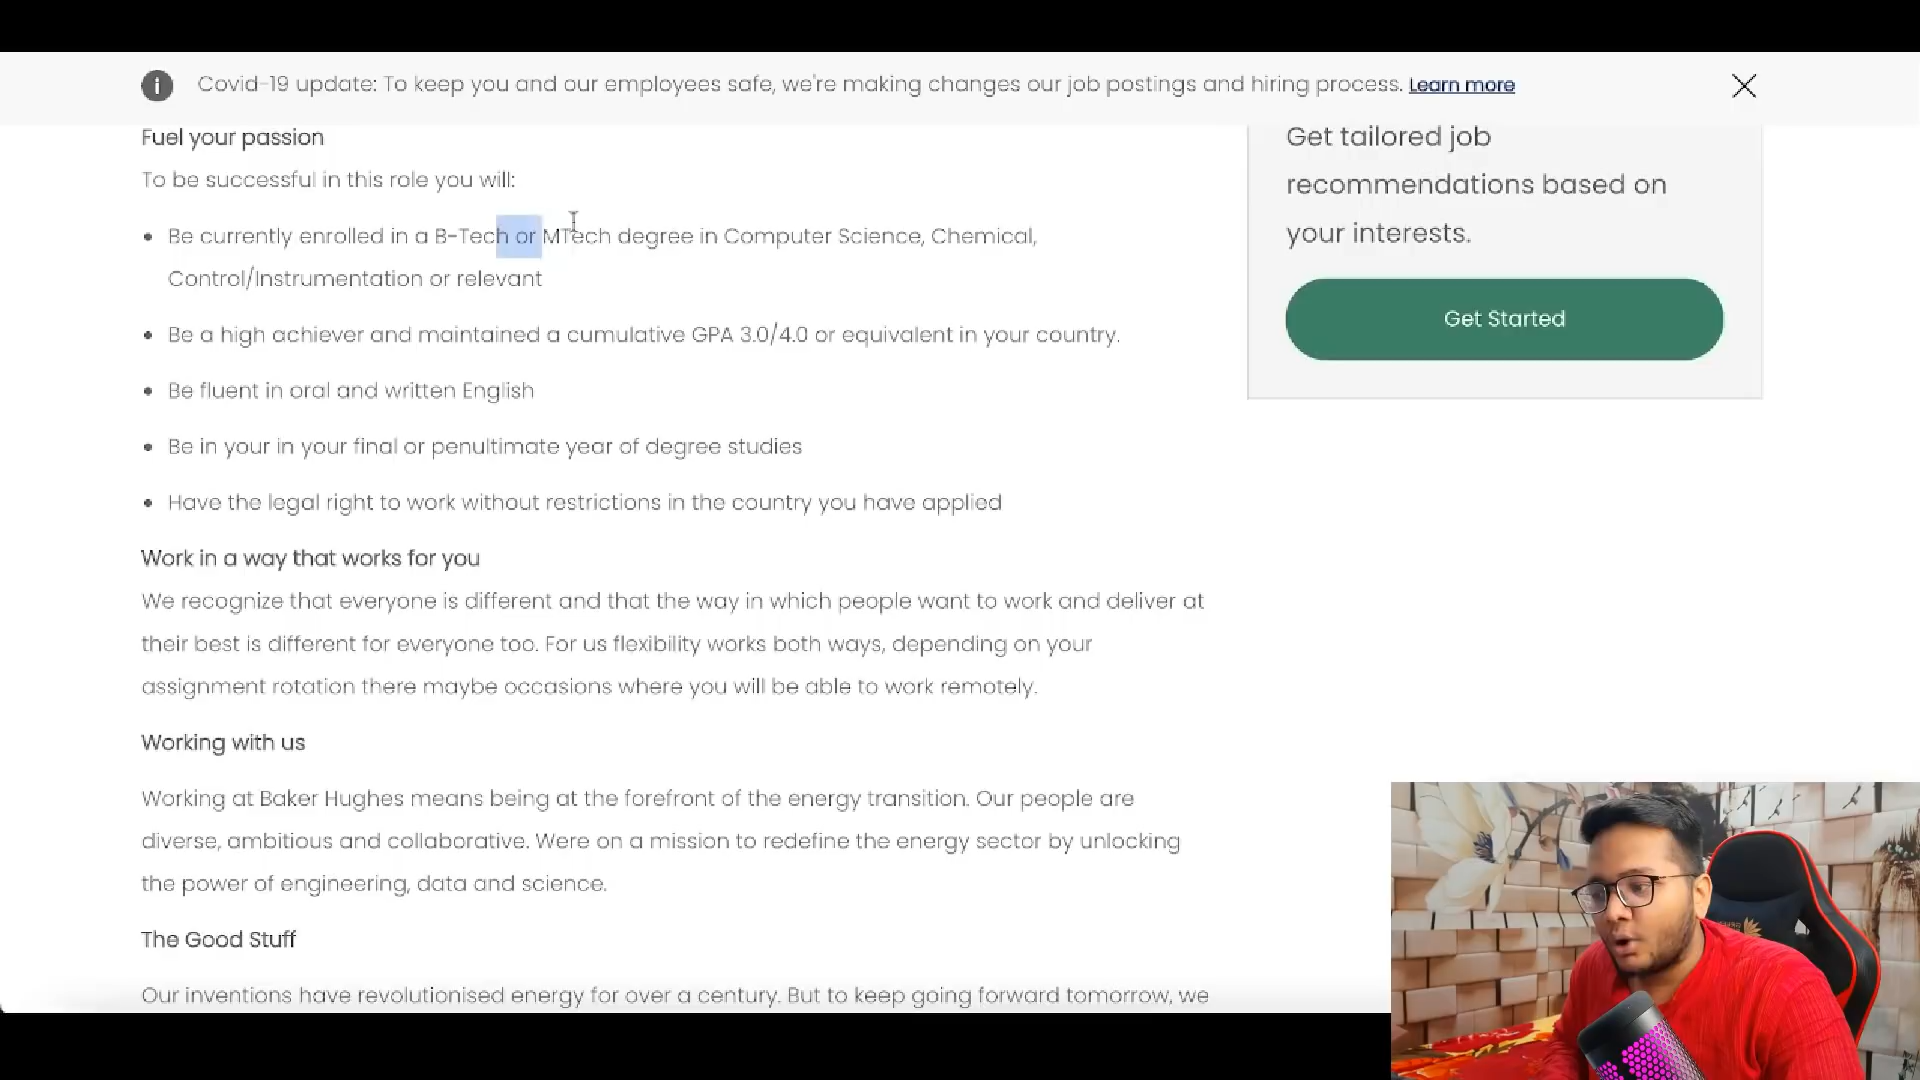 Covid-19 update: To keep you and our employees safe, we're making changes our job postings and hiring process. Learn more
Fuel your passion
To be successful in this role you will:
Be currently enrolled in a B-Tech or MTech degree in Computer Science, Chemical,
Control/Instrumentation or relevant
Be a high achiever and maintained a cumulative GPA 3.0/4.0 or equivalent in your country.
Be fluent in oral and written English
Be in your in your final or penultimate year of degree studies
Have the legal right to work without restrictions in the country you have applied
Work in a way that works for you
We recognize that everyone is different and that the way in which people want to work and deliver at
their best is different for everyone too. For us flexibility works both ways, depending on your
assignment rotation there maybe occasions where you will be able to work remotely.
Working with us
Working at Baker Hughes means being at the forefront of the energy transition. Our people are
diverse, ambitious and collaborative. Were on a mission to redefine the energy sector by unlocking
the power of engineering, data and science.
The Good Stuff
Our inventions have revolutionised energy for over a century. But to keep going forward tomorrow, we
Get tailored job
recommendations based on
your interests.
Get Started